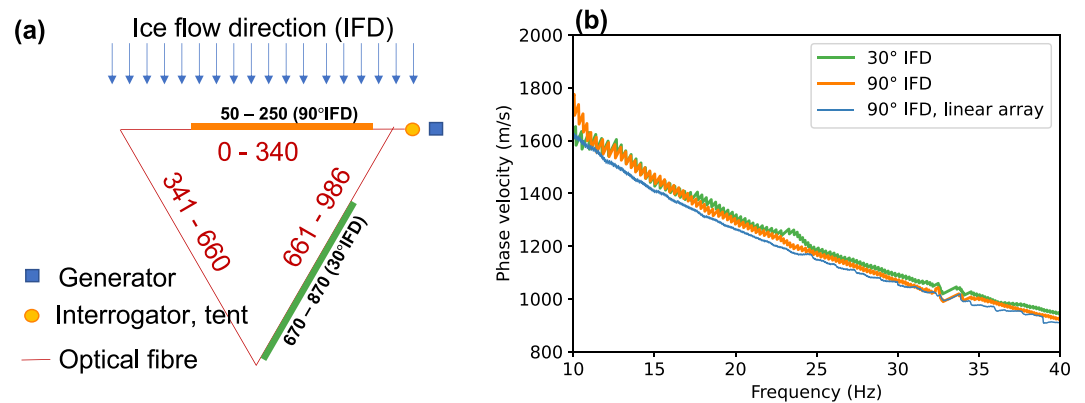 (a)
Ice flow direction (IFD)
50 – 250 (90°IFD)
0 - 340
341 - 660
661 - 986
670 – 870 (30°IFD)
Generator
Interrogator, tent
Optical fibre
(b)
2000
1800
1600
1400
1200
1000
800
Phase velocity (m/s)
30° IFD
90° IFD
90° IFD, linear array
10 15 20 25 30 35 40
Frequency (Hz)